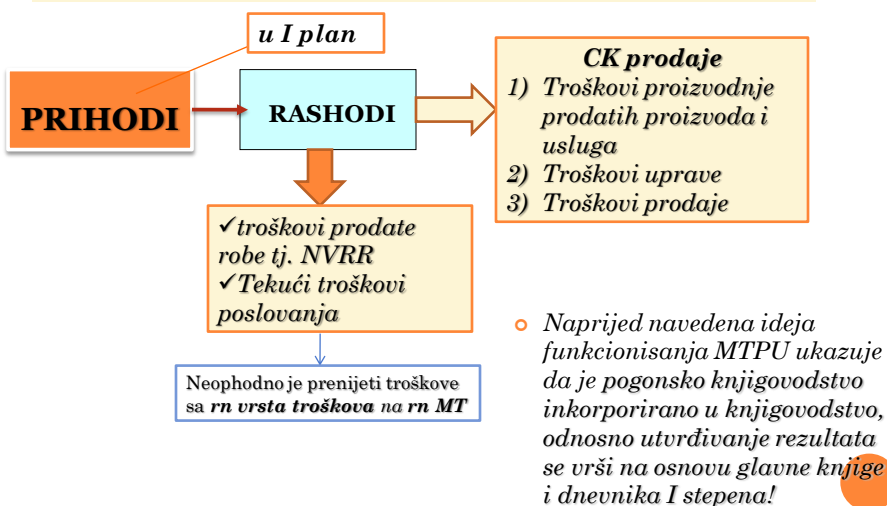 u I plan
PRIHODI
RASHODI
CK prodaje
1) Troškovi proizvodnje
prodatih proizvoda i
usluga
2) Troškovi uprave
3) Troškovi prodaje
✓troškovi prodate
robe tj. NVRR
✓Tekući troškovi
poslovanja
Neophodno je prenijeti troškove
sa rn vrsta troškova na rn MT
Naprijed navedena ideja
funkcionisanja MTPU ukazuje
da je pogonsko knjigovodstvo
inkorporirano u knjigovodstvo,
odnosno utvrđivanje rezultata
se vrši na osnovu glavne knjige
i dnevnika I stepena!